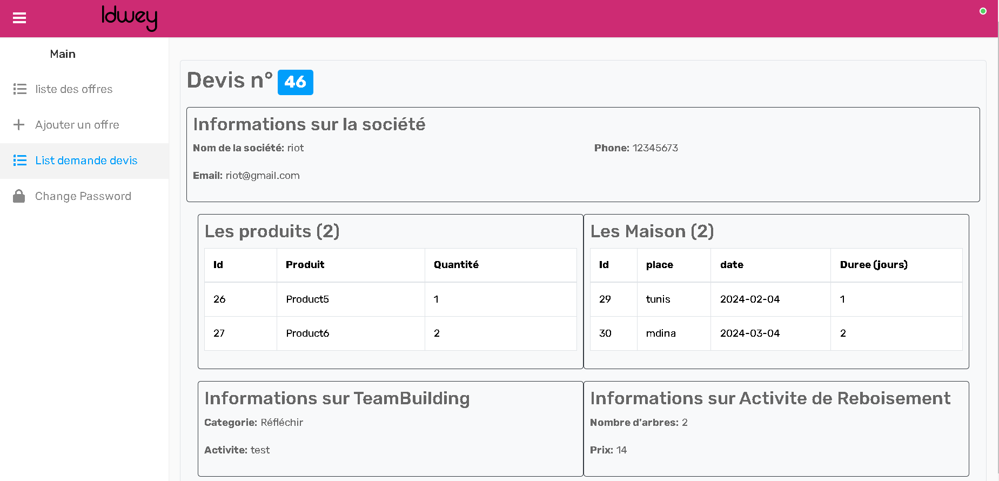 ldwey
Main
liste des offres
Ajouter un offre
List demande devis
Change Password
Devis n° 46
Informations sur la société
Nom de la société: riot
Phone: 12345673
Email: riot@gmail.com
Les produits (2)
Id Produit Quantité
26 Product5 1
27 Product6 2
Les Maison (2)
Id place date Duree (jours)
29 tunis 2024-02-04 1
30 mdina 2024-03-04 2
Informations sur TeamBuilding
Categorie: Réfléchir
Activite: test
Informations sur Activite de Reboisement
Nombre d'arbres: 2
Prix: 14